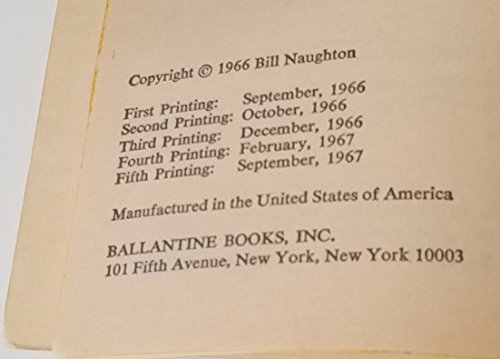 Copyright © 1966 Bill Naughton
First Printing: September, 1966
Second Printing: October, 1966
Third Printing: December, 1966
Fourth Printing: February, 1967
Fifth Printing: September, 1967
Manufactured in the United States of America
BALLANTINE BOOKS, INC.
101 Fifth Avenue, New York, New York 10003